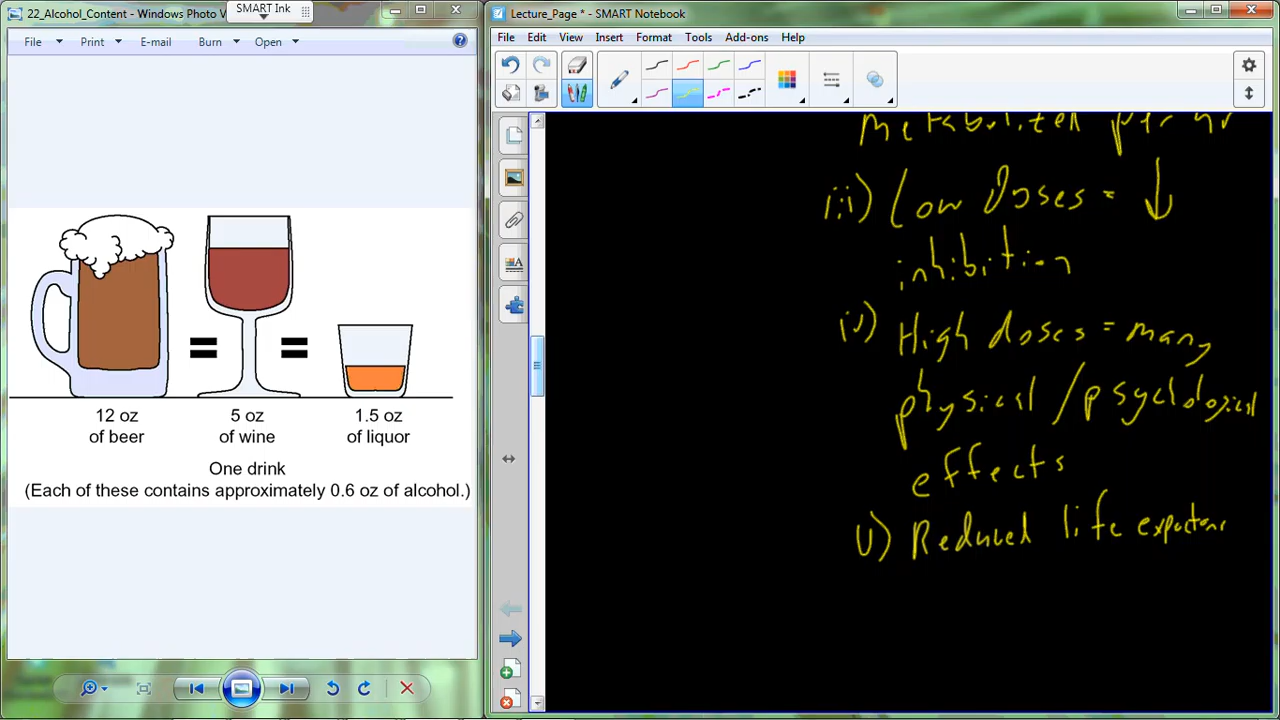 22_Alcohol_Content - Windows Photo V
SMART Ink
File Print E-mail Burn Open
12 oz of beer
5 oz of wine
1.5 oz of liquor
One drink
(Each of these contains approximately 0.6 oz of alcohol.)
Lecture_Page * - SMART Notebook
File Edit View Insert Format Tools Add-ons Help
per hr
iii) Low Doses = ↓
inhibition
iv) High doses = many
physical / psychological
effects
v) Reduced life